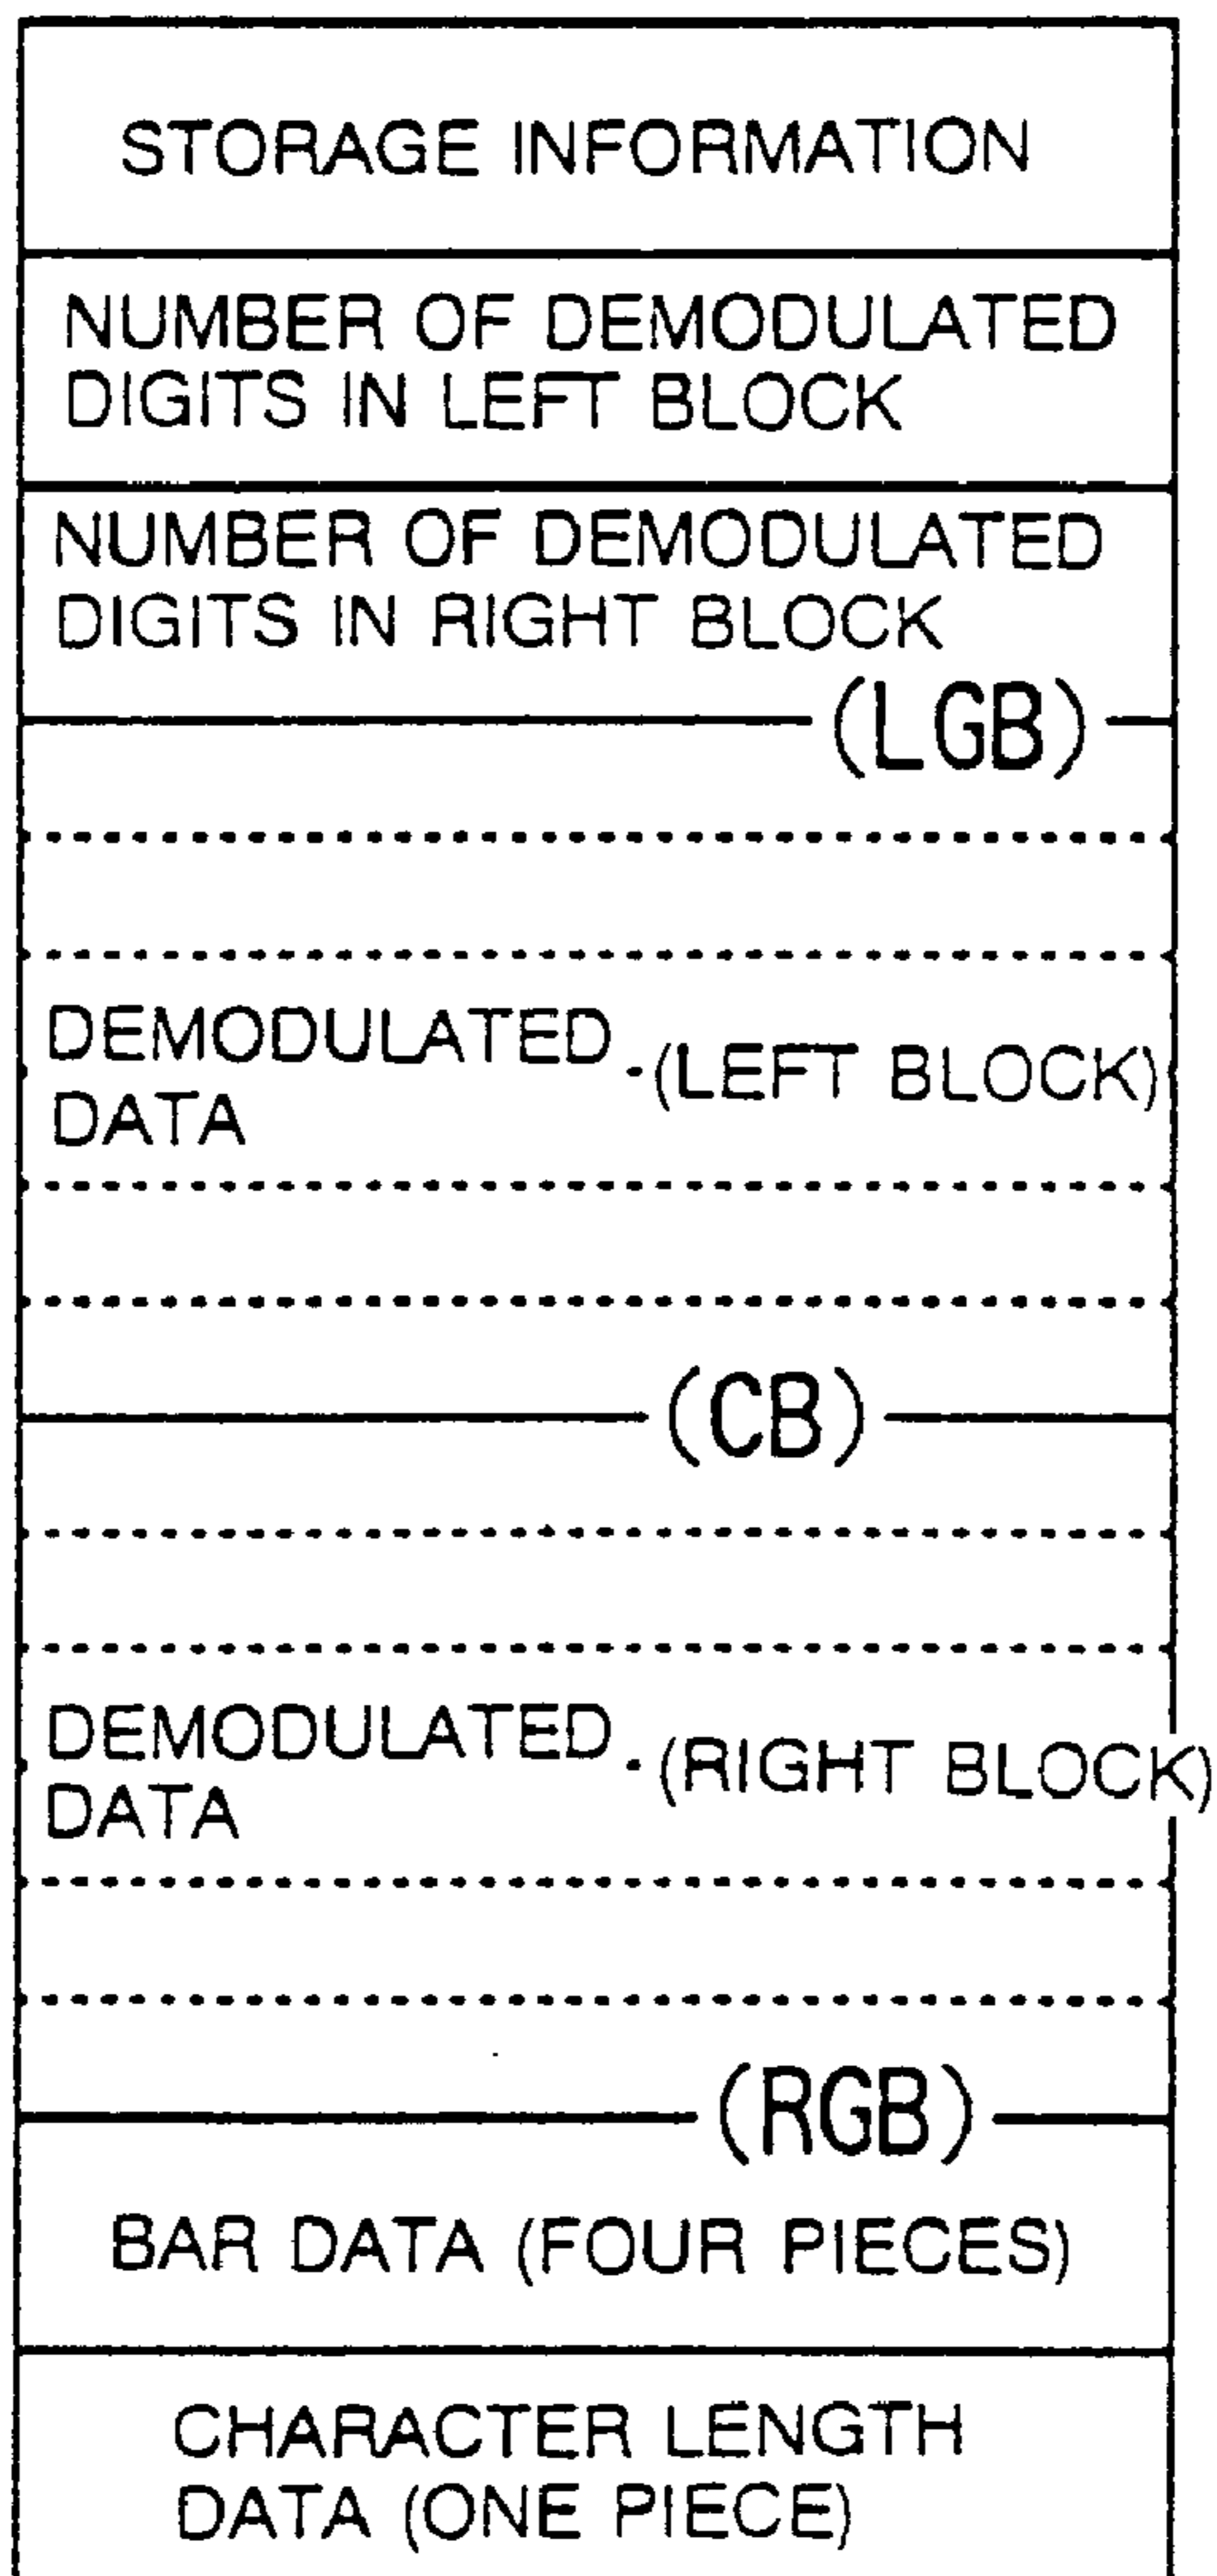 STORAGE INFORMATION
NUMBER OF DEMODULATED
DIGITS IN LEFT BLOCK
NUMBER OF DEMODULATED
DIGITS IN RIGHT BLOCK
(LGB)
DEMODULATED
DATA
(LEFT BLOCK)
(CB)
DEMODULATED
DATA
(RIGHT BLOCK)
(RGB)
BAR DATA (FOUR PIECES)
CHARACTER LENGTH
DATA (ONE PIECE)